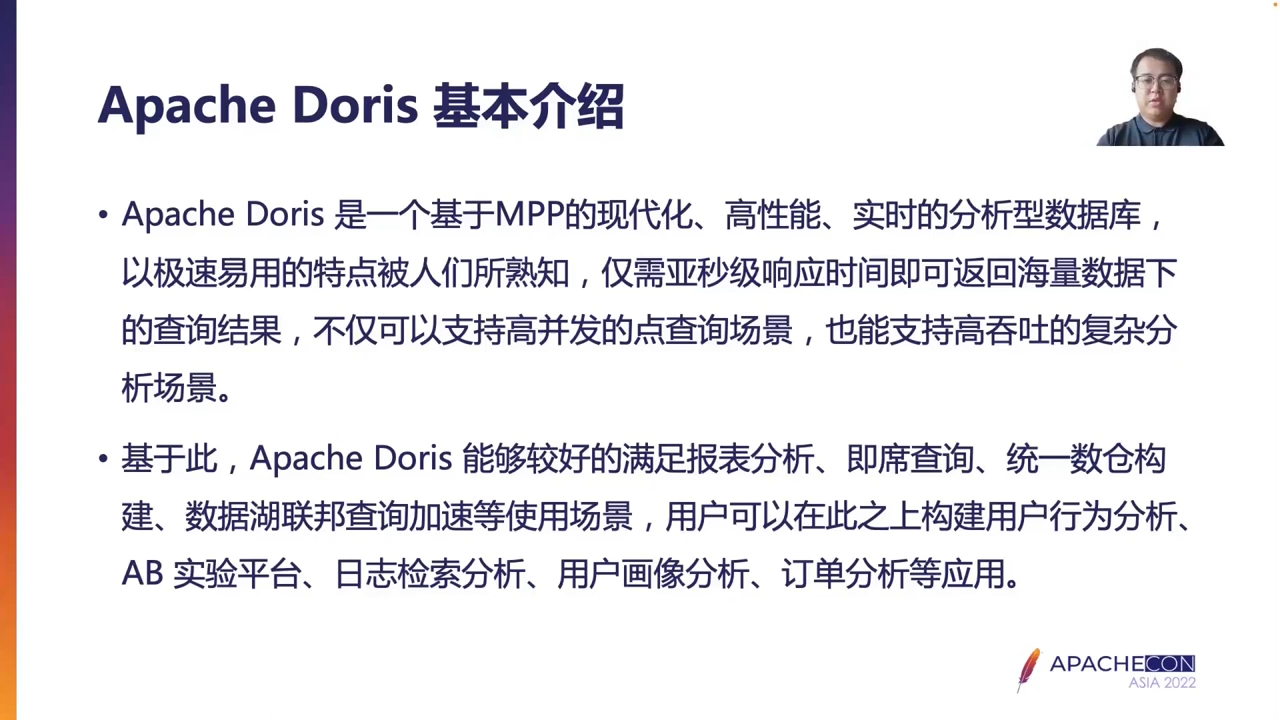 Apache Doris 基本介绍
• Apache Doris 是一个基于MPP的现代化、高性能、实时的分析型数据库，
以极速易用的特点被人们所熟知，仅需亚秒级响应时间即可返回海量数据下
的查询结果，不仅可以支持高并发的点查询场景，也能支持高吞吐的复杂分
析场景。
• 基于此，Apache Doris 能够较好的满足报表分析、即席查询、统一数仓构
建、数据湖联邦查询加速等使用场景，用户可以在此之上构建用户行为分析、
AB 实验平台、日志检索分析、用户画像分析、订单分析等应用。
APACHECON
ASIA 2022